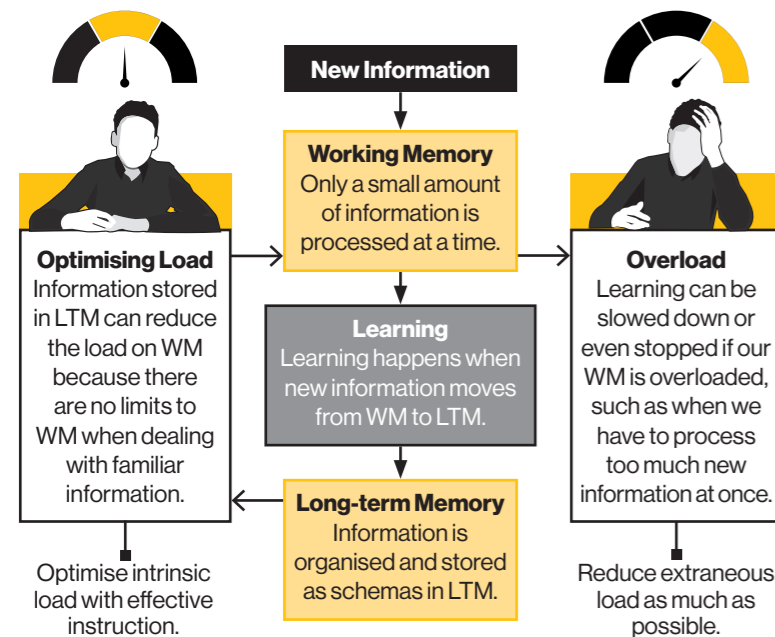 New Information
Working Memory
Only a small amount
of information is
processed at a time.
Optimising Load
Information stored
in LTM can reduce
the load on WM
because there
are no limits to
WM when dealing
with familiar
information.
Optimise intrinsic
load with effective
instruction.
Learning
Learning happens when
new information moves
from WM to LTM.
Long-term Memory
Information is
organised and stored
as schemas in LTM.
Overload
Learning can be
slowed down or
even stopped if our
WM is overloaded,
such as when we
have to process
too much new
information at once.
Reduce extraneous
load as much as
possible.